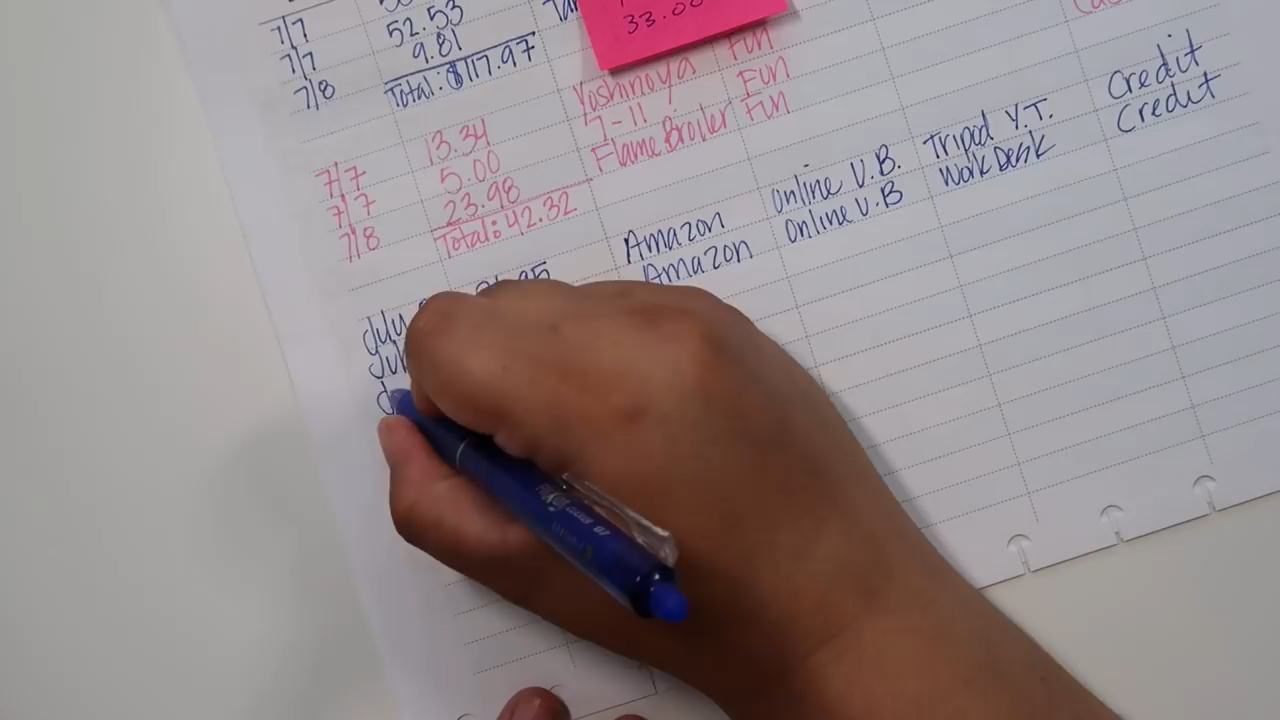 33.00
7/7 52.53
7/7 9.81
7/8 Total: $117.97
7/7 13.34 Yoshinoya Fun
7/7 5.00 7-11 Fun
7/8 23.98 Flame Broiler Fun
Total: 42.32
July Amazon online V.B. Tripod Y.T. Credit
Amazon online V.B Work Desk Credit